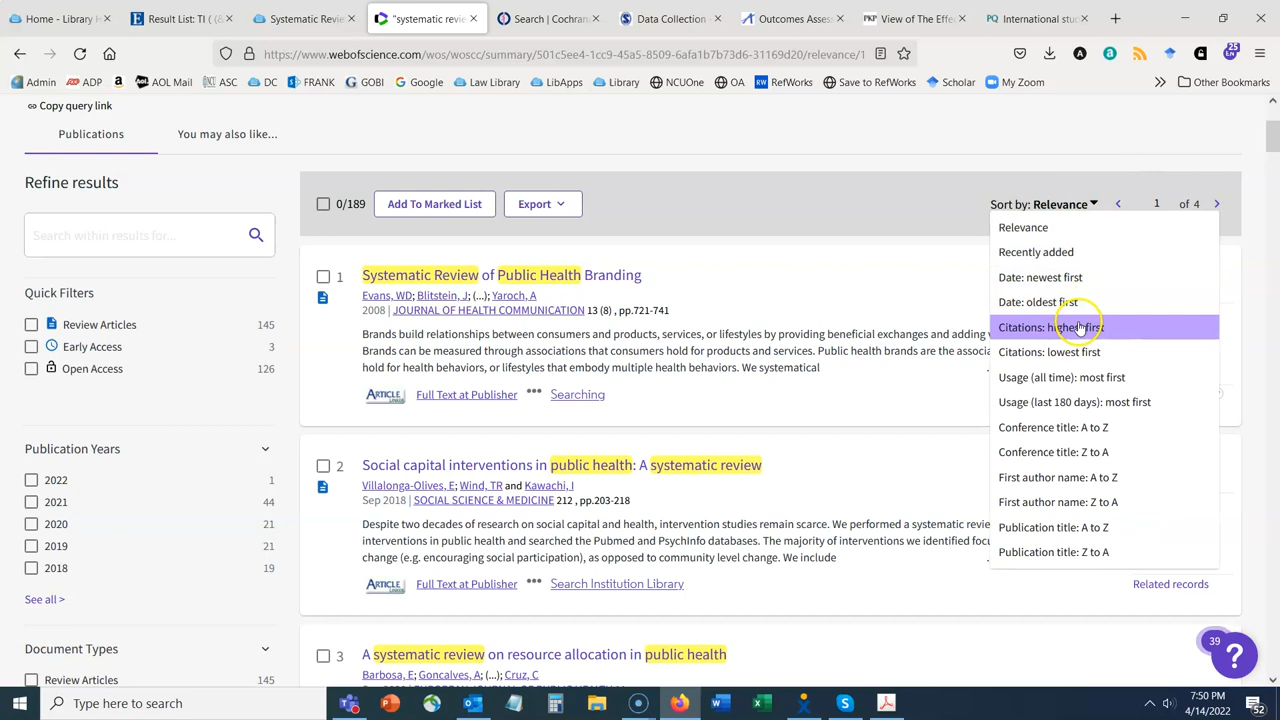 Home - Library H
Result List: TI ( (&
Systematic Revie
"systematic revie
Search | Cochran
Data Collection -
Outcomes Assess
View of The Effe
PQ International stud
https://www.webofscience.com/wos/woscc/summary/501c5ee4-1cc9-45a5-8509-6afa1b7b73d6-31169d20/relevance/1
25
Admin ADP AOL Mail ASC DC FRANK GOBI Google Law Library LibApps Library NCUOne OA RefWorks Save to RefWorks Scholar My Zoom Other Bookmarks
Copy query link
Publications You may also like...
Refine results
Search within results for...
Quick Filters
Review Articles 145
Early Access 3
Open Access 126
Publication Years
2022 1
2021 44
2020 21
2019 21
2018 19
See all >
Document Types
Review Articles 145
0/189 Add To Marked List Export
Sort by: Relevance 1 of 4
Relevance
Recently added
Date: newest first
Date: oldest first
Citations: highest first
Citations: lowest first
Usage (all time): most first
Usage (last 180 days): most first
Conference title: A to Z
Conference title: Z to A
First author name: A to Z
First author name: Z to A
Publication title: A to Z
Publication title: Z to A
1 Systematic Review of Public Health Branding
Evans, WD; Blitstein, J; (...); Yaroch, A
2008 | JOURNAL OF HEALTH COMMUNICATION 13 (8) , pp.721-741
Brands build relationships between consumers and products, services, or lifestyles by providing beneficial exchanges and adding
Brands can be measured through associations that consumers hold for products and services. Public health brands are the associa
hold for health behaviors, or lifestyles that embody multiple health behaviors. We systematical
ARTICLE Linker Full Text at Publisher ••• Searching
2 Social capital interventions in public health: A systematic review
Villalonga-Olives, E; Wind, TR and Kawachi, I
Sep 2018 | SOCIAL SCIENCE & MEDICINE 212 , pp.203-218
Despite two decades of research on social capital and health, intervention studies remain scarce. We performed a systematic revie
interventions in public health and searched the Pubmed and PsychInfo databases. The majority of interventions we identified focu
change (e.g. encouraging social participation), as opposed to community level change. We include
ARTICLE Linker Full Text at Publisher ••• Search Institution Library
Related records
3 A systematic review on resource allocation in public health
Barbosa, E; Goncalves, A; (...); Cruz, C
39
?
Type here to search
7:50 PM
4/14/2022
52